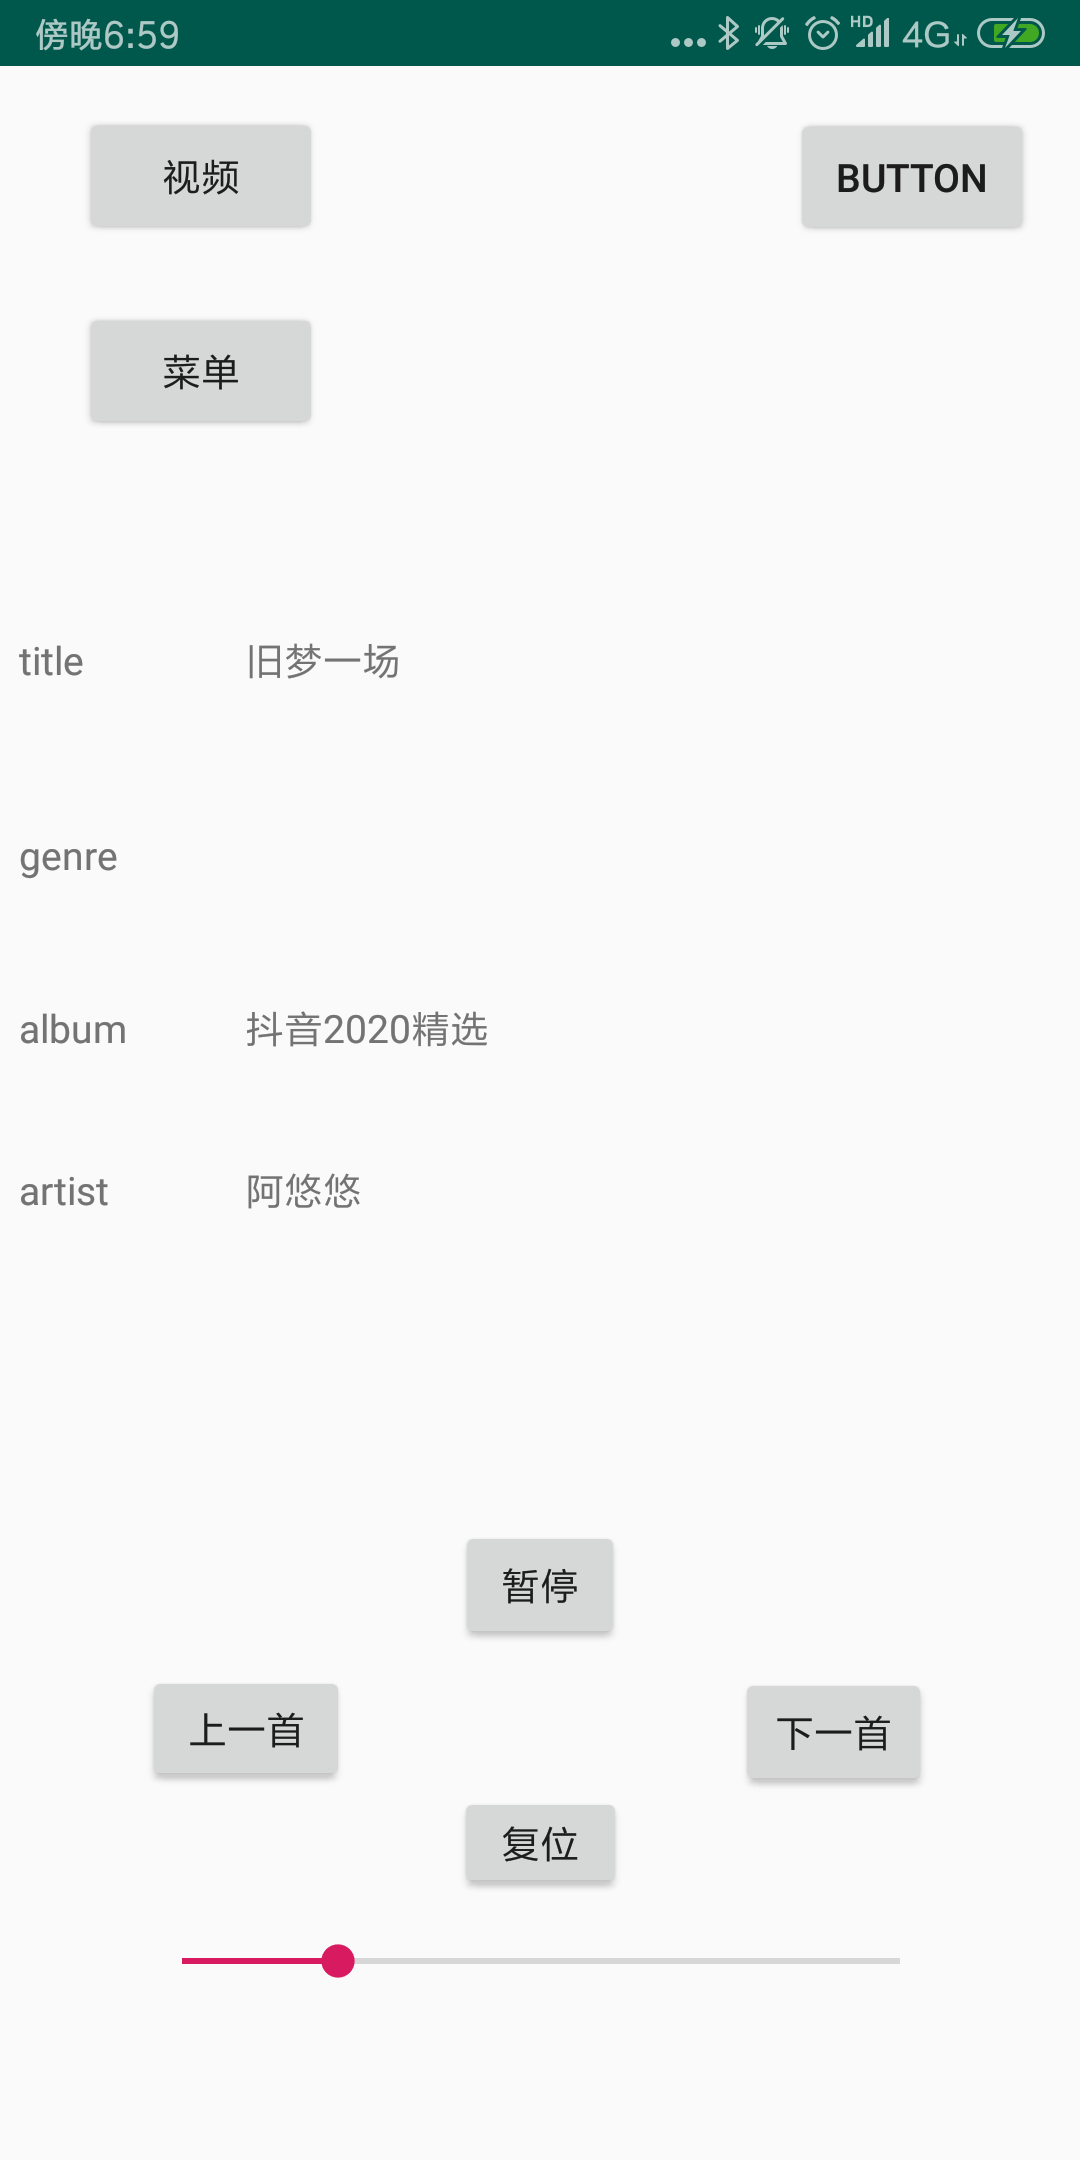 傍晚6:59 HD 4G
视频 BUTTON
菜单
title 旧梦一场
genre
album 抖音2020精选
artist 阿悠悠
暂停
上一首 下一首
复位